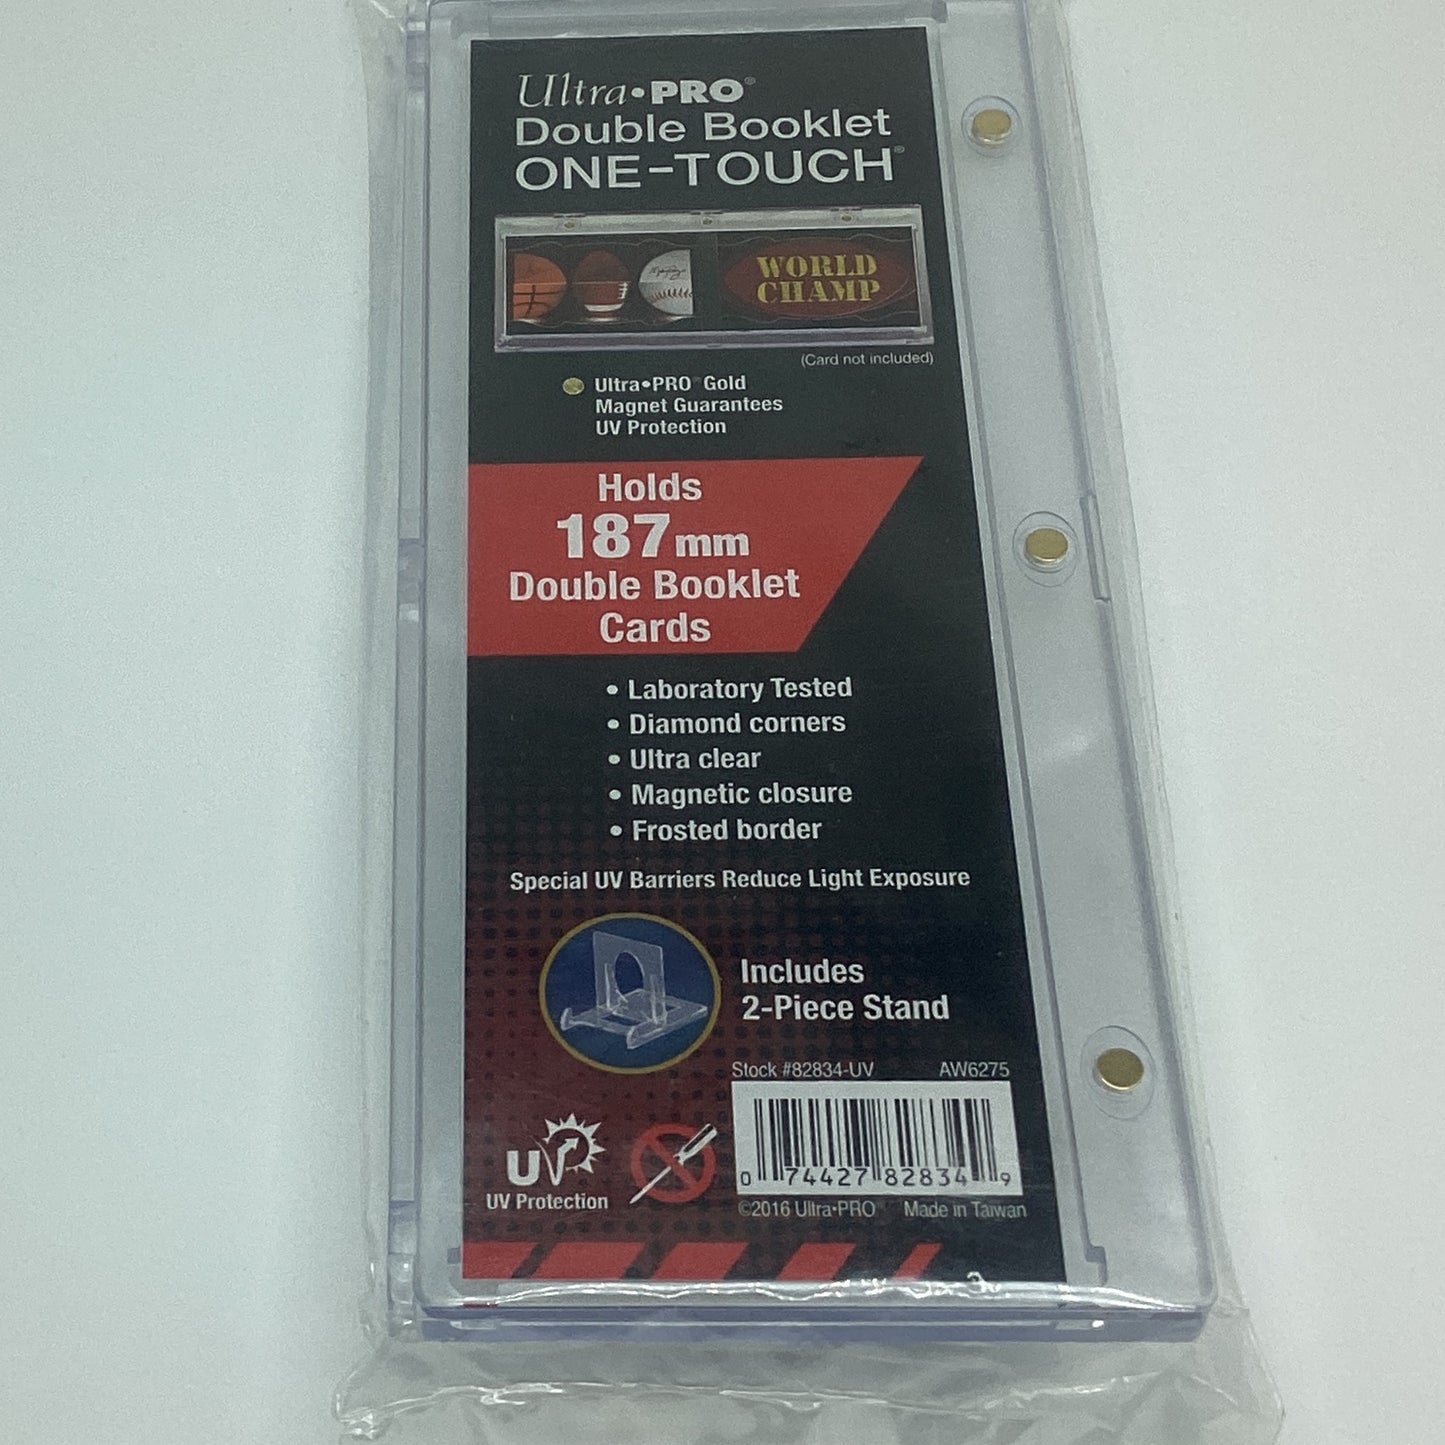 Ultra•PRO®
Double Booklet
ONE-TOUCH®
WORLD
CHAMP
(Card not included)
Ultra•PRO® Gold
Magnet Guarantees
UV Protection
Holds
187mm
Double Booklet
Cards
• Laboratory Tested
• Diamond corners
• Ultra clear
• Magnetic closure
• Frosted border
Special UV Barriers Reduce Light Exposure
Includes
2-Piece Stand
Stock #82834-UV AW6275
0 74427 82834 9
UV
UV Protection
©2016 Ultra•PRO® Made in Taiwan